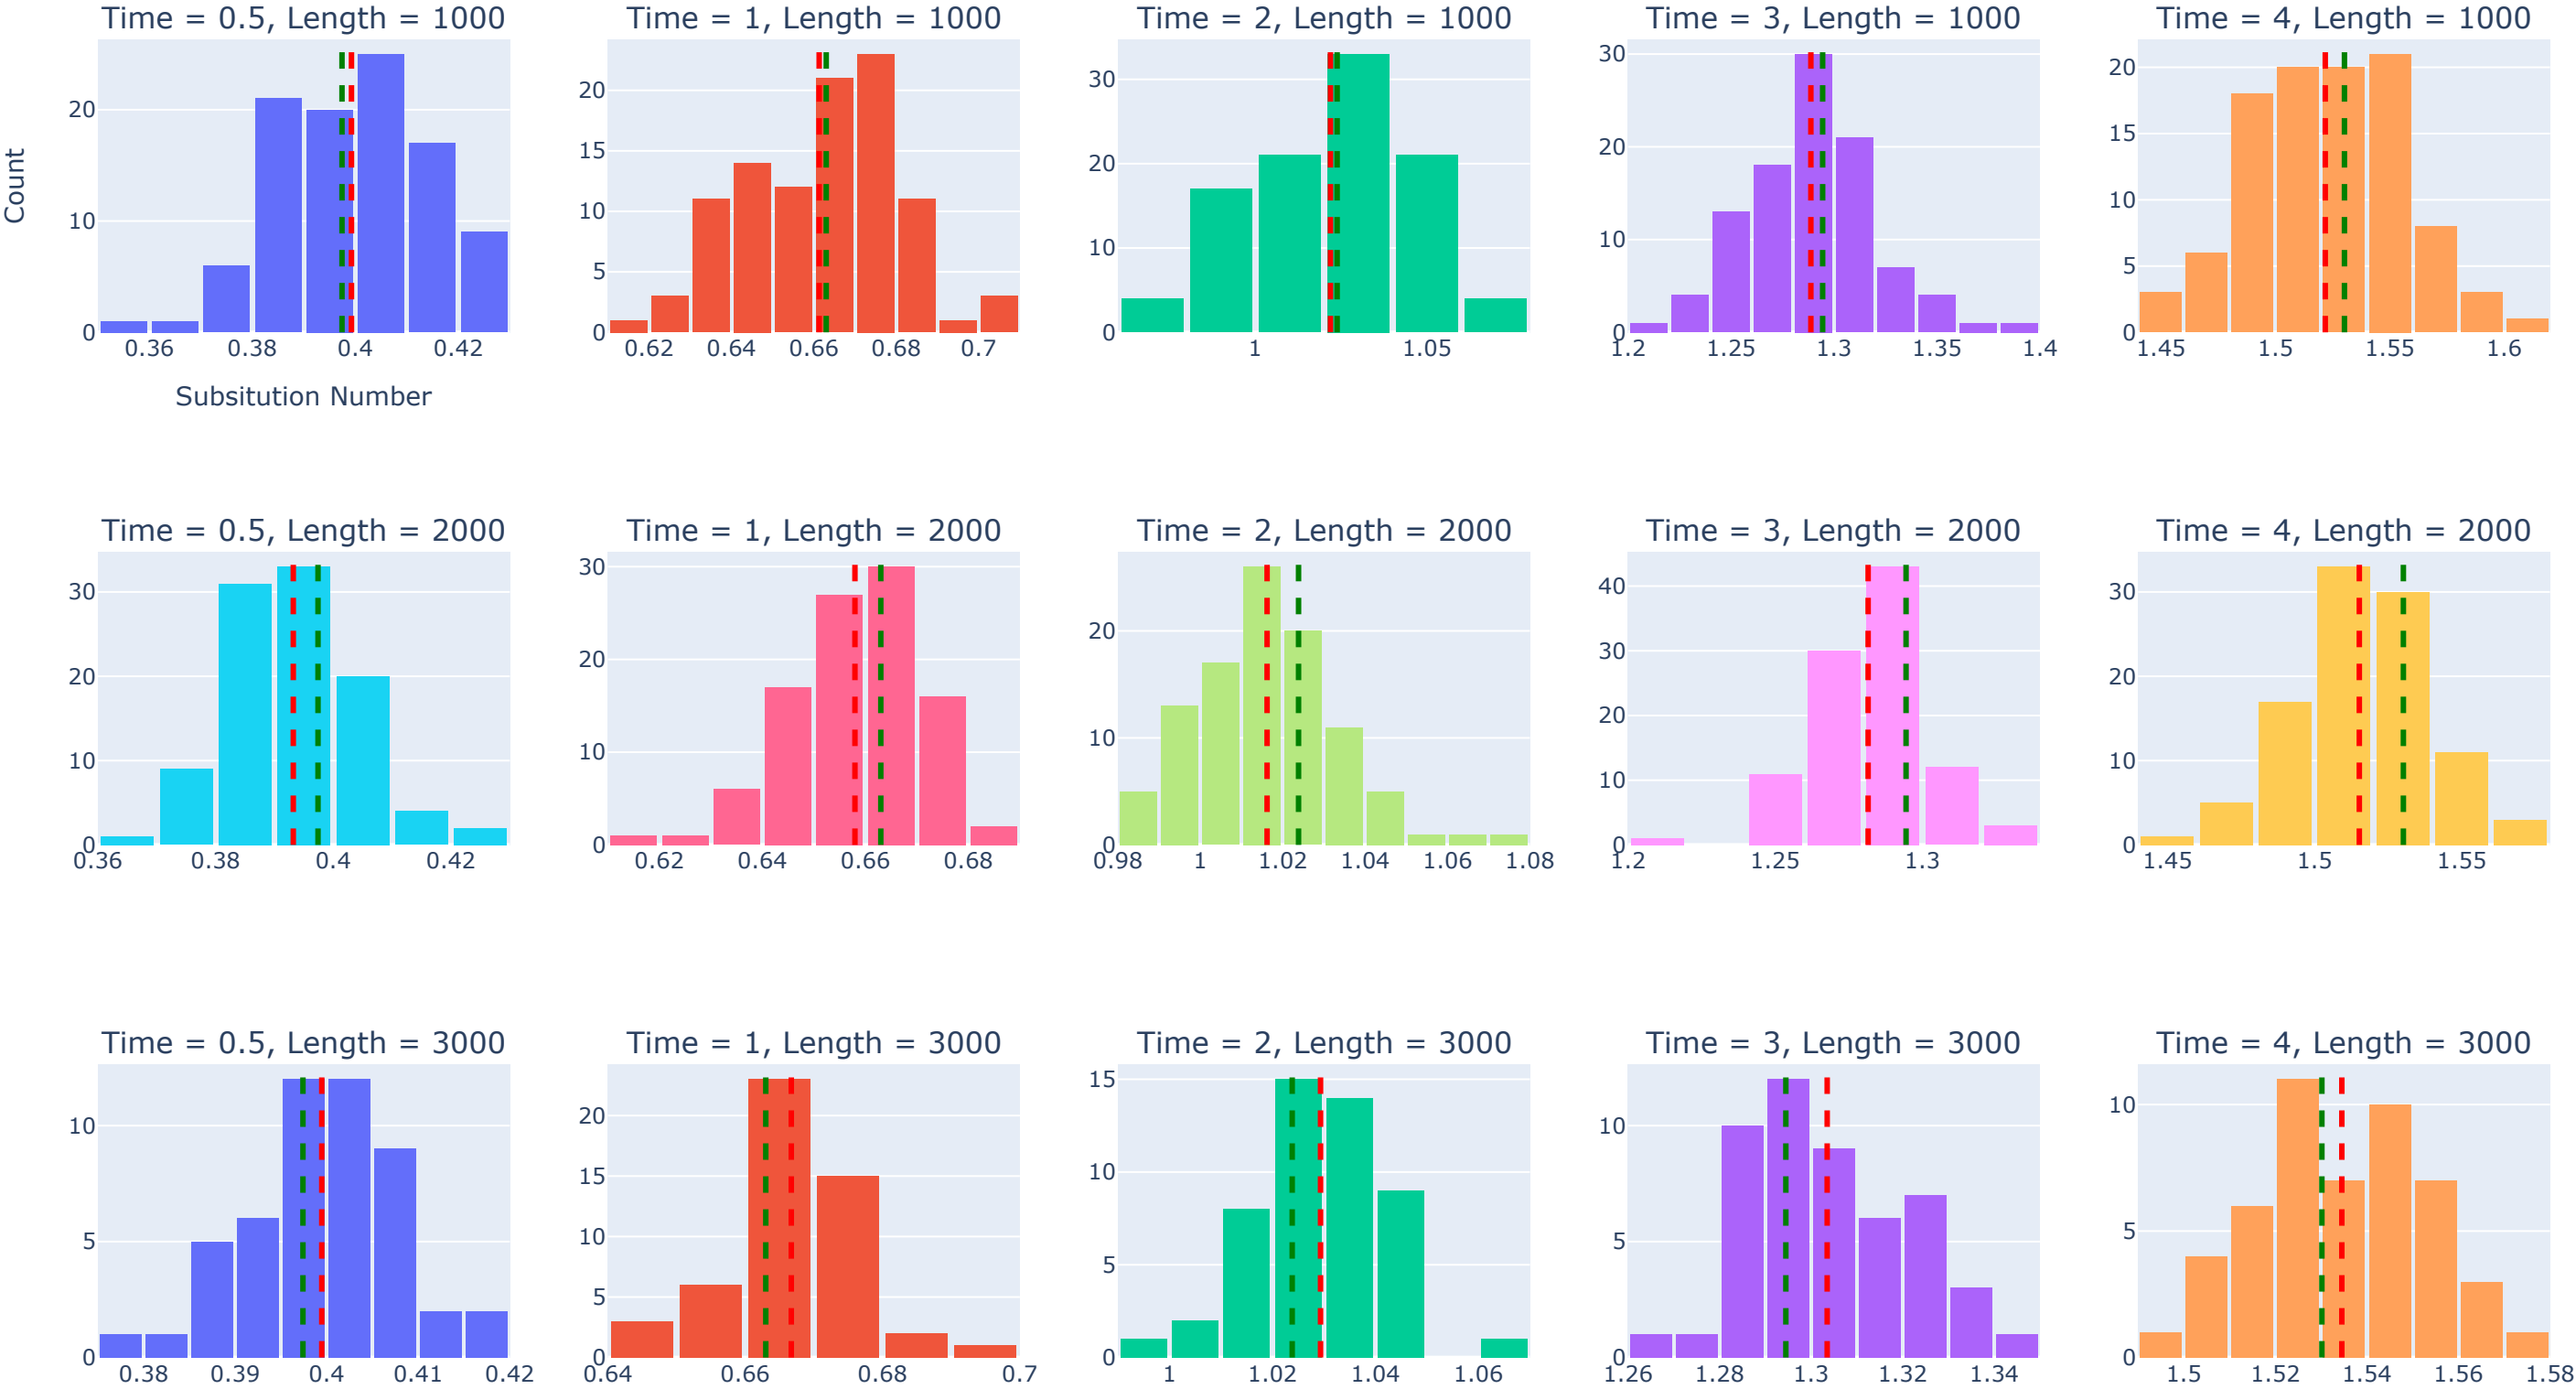 Time = 0.5, Length = 1000
Time = 1, Length = 1000
Time = 2, Length = 1000
Time = 3, Length = 1000
Time = 4, Length = 1000
Count
20
10
0
0.36 0.38 0.4 0.42
Subsitution Number
20
15
10
5
0
0.62 0.64 0.66 0.68 0.7
30
20
10
0
1 1.05
30
20
10
0
1.2 1.25 1.3 1.35 1.4
20
15
10
5
0
1.45 1.5 1.55 1.6
Time = 0.5, Length = 2000
Time = 1, Length = 2000
Time = 2, Length = 2000
Time = 3, Length = 2000
Time = 4, Length = 2000
30
20
10
0
0.36 0.38 0.4 0.42
30
20
10
0
0.62 0.64 0.66 0.68
20
10
0
0.98 1 1.02 1.04 1.06 1.08
40
30
20
10
0
1.2 1.25 1.3
30
20
10
0
1.45 1.5 1.55
Time = 0.5, Length = 3000
Time = 1, Length = 3000
Time = 2, Length = 3000
Time = 3, Length = 3000
Time = 4, Length = 3000
10
5
0
0.38 0.39 0.4 0.41 0.42
20
15
10
5
0
0.64 0.66 0.68 0.7
15
10
5
0
1 1.02 1.04 1.06
10
5
0
1.26 1.28 1.3 1.32 1.34
10
5
0
1.5 1.52 1.54 1.56 1.58